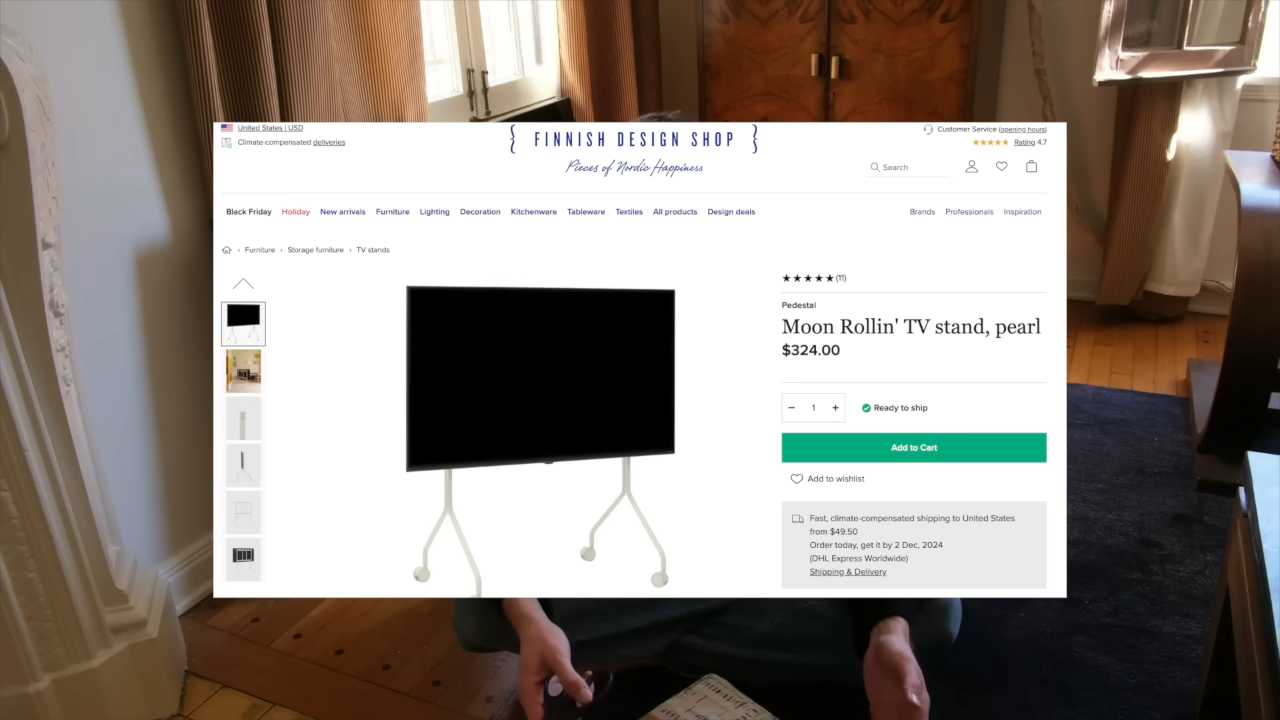 United States | USD
Climate-compensated deliveries
{ FINNISH DESIGN SHOP }
Pieces of Nordic Happiness
Customer Service (opening hours)
★★★★★ Rating 4.7
Search
Black Friday Holiday New arrivals Furniture Lighting Decoration Kitchenware Tableware Textiles All products Design deals
Brands Professionals Inspiration
Furniture › Storage furniture › TV stands
★★★★★ (11)
Pedestal
Moon Rollin' TV stand, pearl
$324.00
− 1 +
Ready to ship
Add to Cart
Add to wishlist
Fast, climate-compensated shipping to United States
from $49.50
Order today, get it by 2 Dec, 2024
(DHL Express Worldwide)
Shipping & Delivery